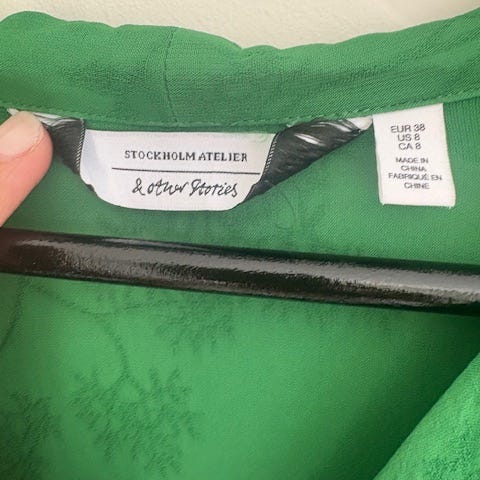 STOCKHOLM ATELIER
& other Stories
EUR 38
US 8
CA 8
MADE IN
CHINA
FABRIQUÉ EN
CHINE